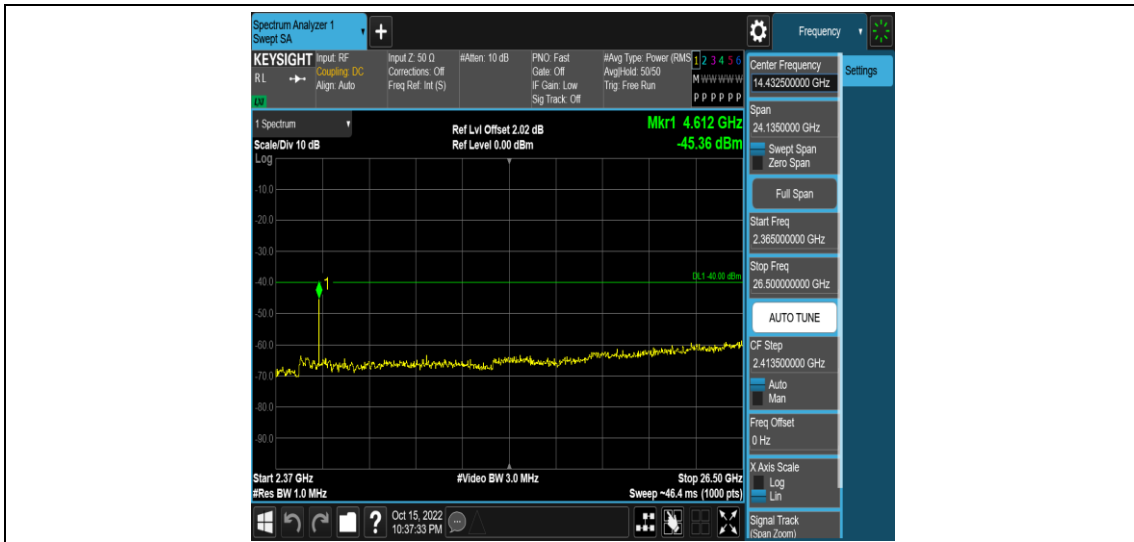 Spectrum Analyzer 1
Swept SA
+
Frequency
KEYSIGHT
R L
LXI
Input: RF
Coupling: DC
Align: Auto
Input Z: 50 Ω
Corrections: Off
Freq Ref: Int (S)
#Atten: 10 dB
PNO: Fast
Gate: Off
IF Gain: Low
Sig Track: Off
#Avg Type: Power (RMS
Avg|Hold: 50/50
Trig: Free Run
1 2 3 4 5 6
M W W W W W
P P P P P P
1 Spectrum
Scale/Div 10 dB
Log
Ref Lvl Offset 2.02 dB
Ref Level 0.00 dBm
Mkr1 4.612 GHz
-45.36 dBm
-10.0
-20.0
-30.0
-40.0
-50.0
-60.0
-70.0
-80.0
-90.0
1
DL1 -40.00 dBm
Start 2.37 GHz
#Res BW 1.0 MHz
#Video BW 3.0 MHz
Stop 26.50 GHz
Sweep ~46.4 ms (1000 pts)
?
Oct 15, 2022
10:37:33 PM
Center Frequency
14.432500000 GHz
Settings
Span
24.1350000 GHz
Swept Span
Zero Span
Full Span
Start Freq
2.365000000 GHz
Stop Freq
26.500000000 GHz
AUTO TUNE
CF Step
2.413500000 GHz
Auto
Man
Freq Offset
0 Hz
X Axis Scale
Log
Lin
Signal Track
(Span Zoom)